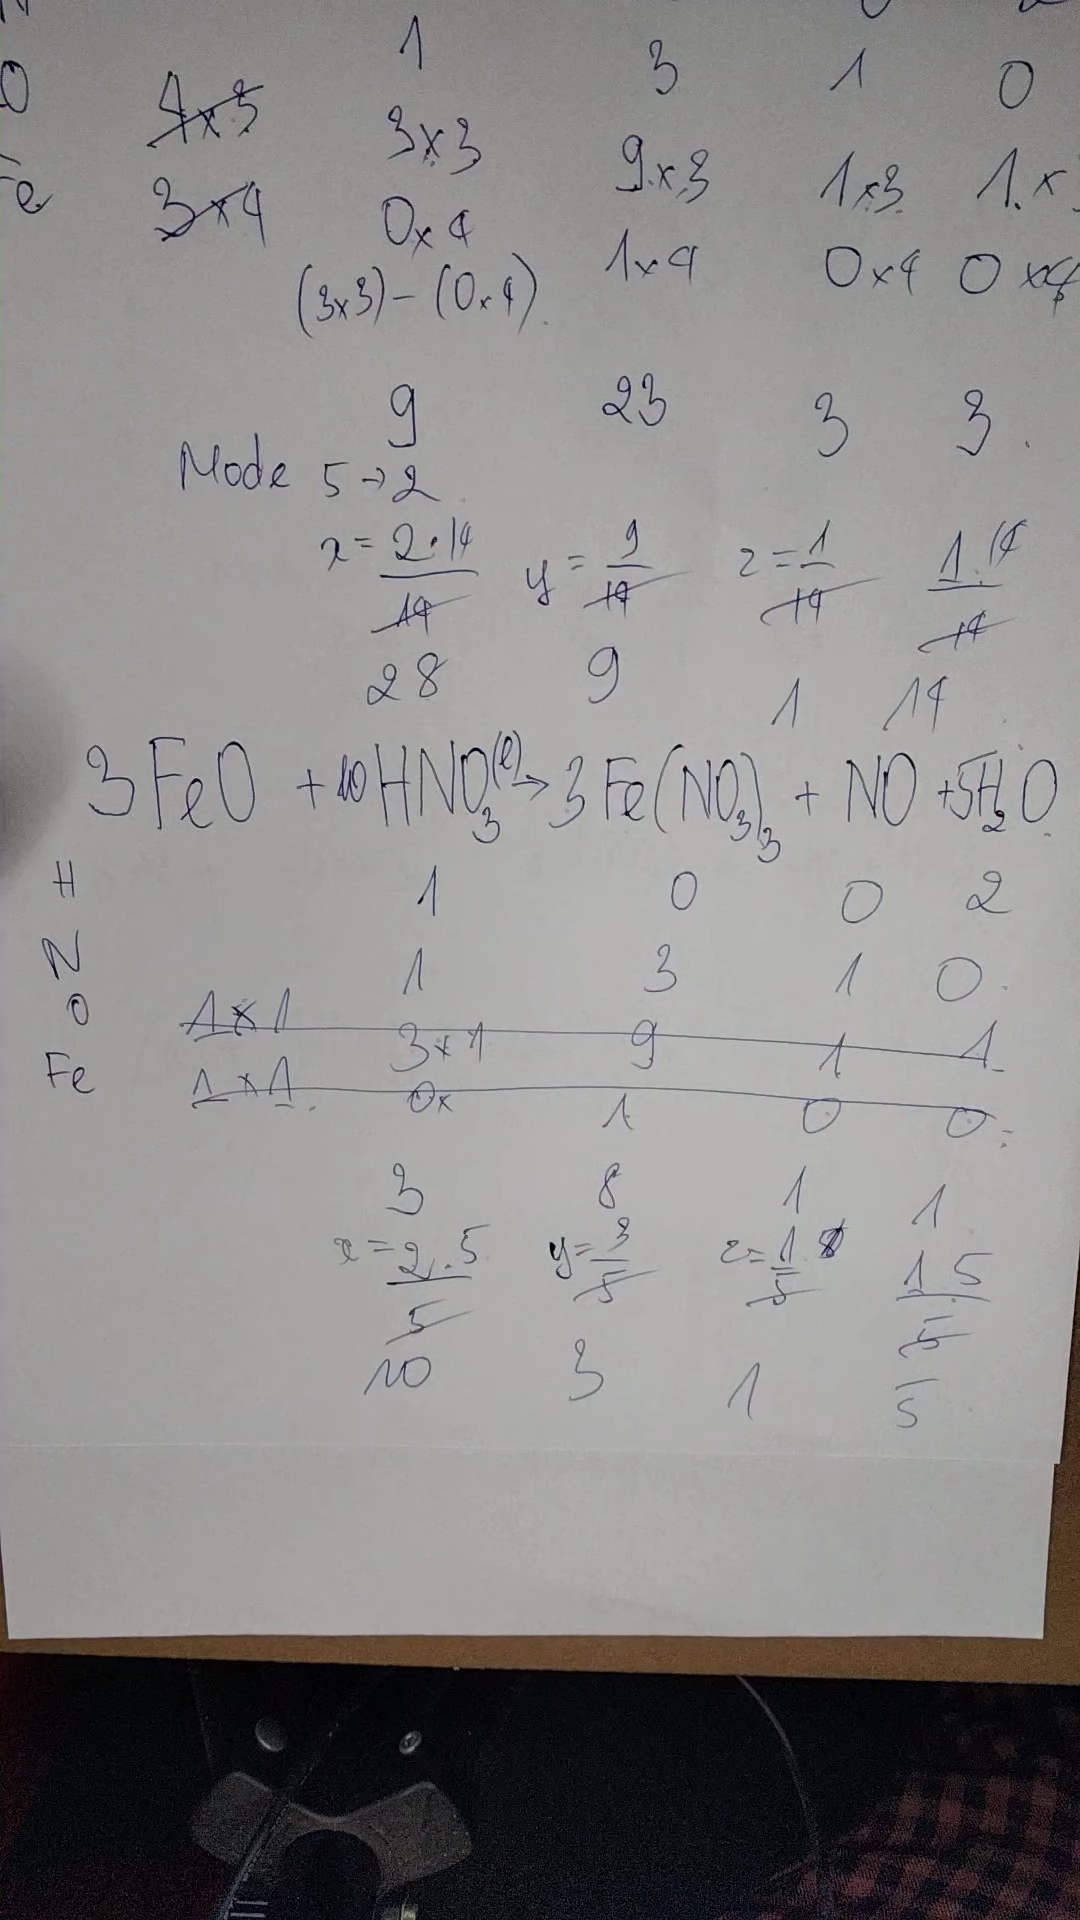 1 3 1 0
O 4x3 3x3 9x3 1x3 1.x
3x4 0x4 1x4 0x4 0x4
(3x3)-(0x4).
9 23 3 3.
Mode 5→2
x=2.14/14 y=9/14 z=1/14 1.14/14
28 9 1 14
3FeO + 10HNO3(l)→3Fe(NO3)3 + NO +5H2O
H 1 0 0 2
N 1 3 1 0.
O 1x1 3x1 9 1 1
Fe 1x1. 0x 1 0 0
3 8 1 1
x=2.5/5 y=3/5 z=1/5 1.5/5
10 3 1 5